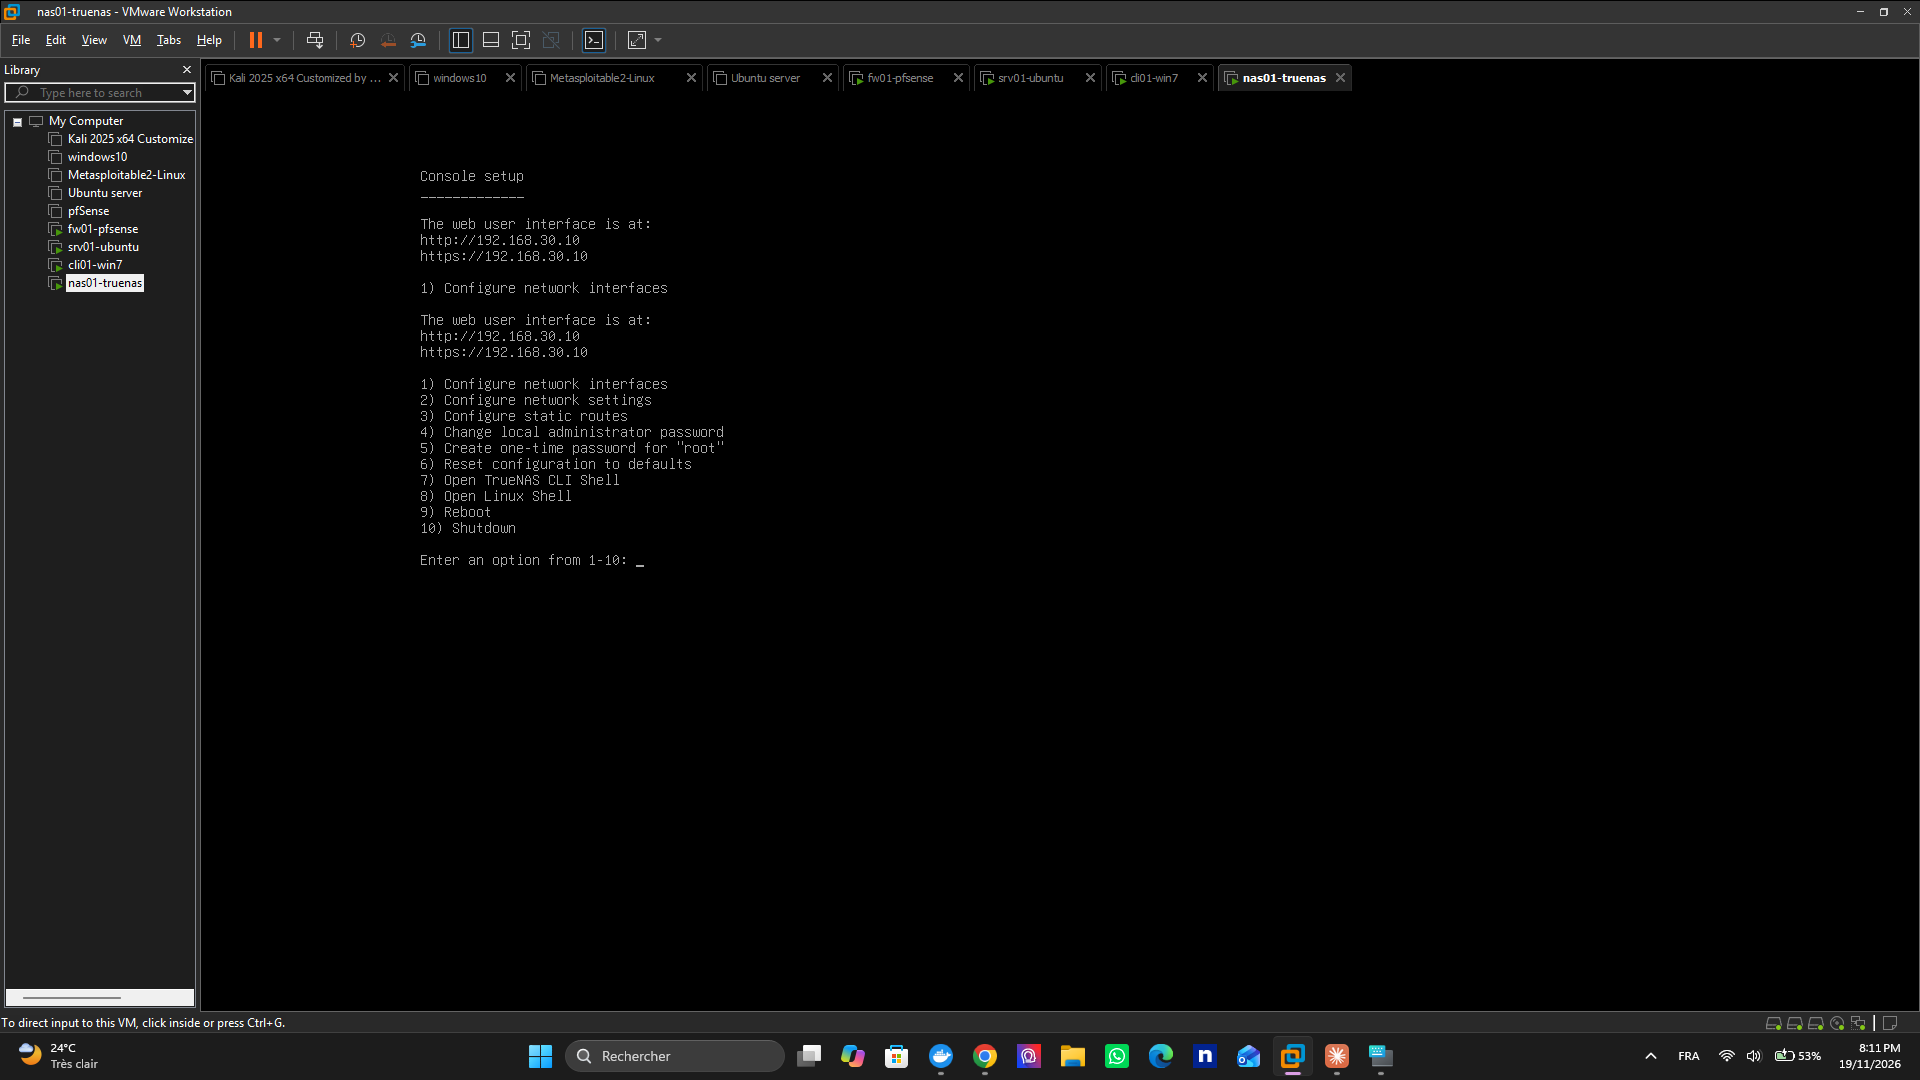 nas01-truenas - VMware Workstation
File Edit View VM Tabs Help
Library
Type here to search
My Computer
Kali 2025 x64 Customize
windows10
Metasploitable2-Linux
Ubuntu server
pfSense
fw01-pfsense
srv01-ubuntu
cli01-win7
nas01-truenas
Kali 2025 x64 Customized by ... windows10 Metasploitable2-Linux Ubuntu server fw01-pfsense srv01-ubuntu cli01-win7 nas01-truenas
Console setup
-------------
The web user interface is at:
http://192.168.30.10
https://192.168.30.10
1) Configure network interfaces
The web user interface is at:
http://192.168.30.10
https://192.168.30.10
1) Configure network interfaces
2) Configure network settings
3) Configure static routes
4) Change local administrator password
5) Create one-time password for "root"
6) Reset configuration to defaults
7) Open TrueNAS CLI Shell
8) Open Linux Shell
9) Reboot
10) Shutdown
Enter an option from 1-10: _
To direct input to this VM, click inside or press Ctrl+G.
24°C
Très clair
Rechercher
FRA
53%
8:11 PM
19/11/2026